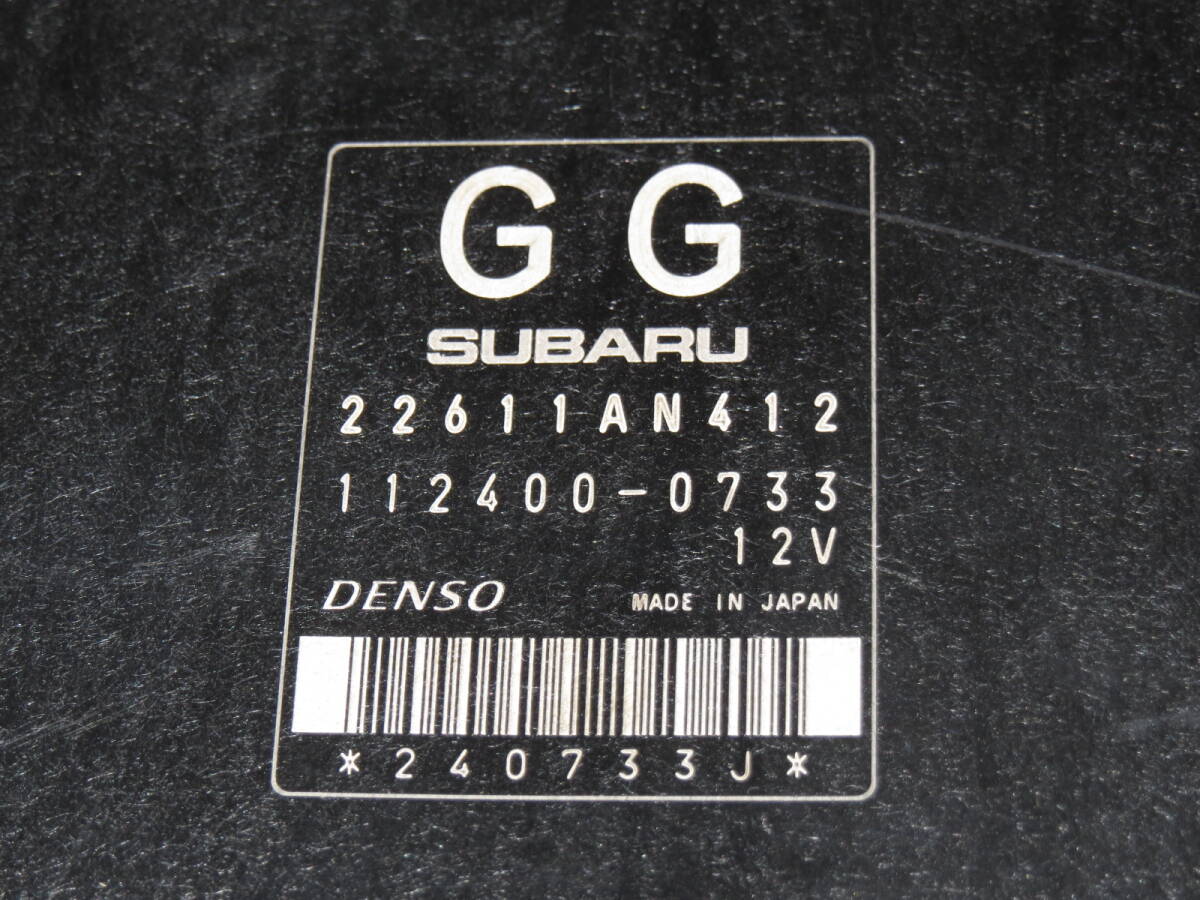 GG
SUBARU
22611AN412
112400-0733
12V
DENSO MADE IN JAPAN
*240733J*